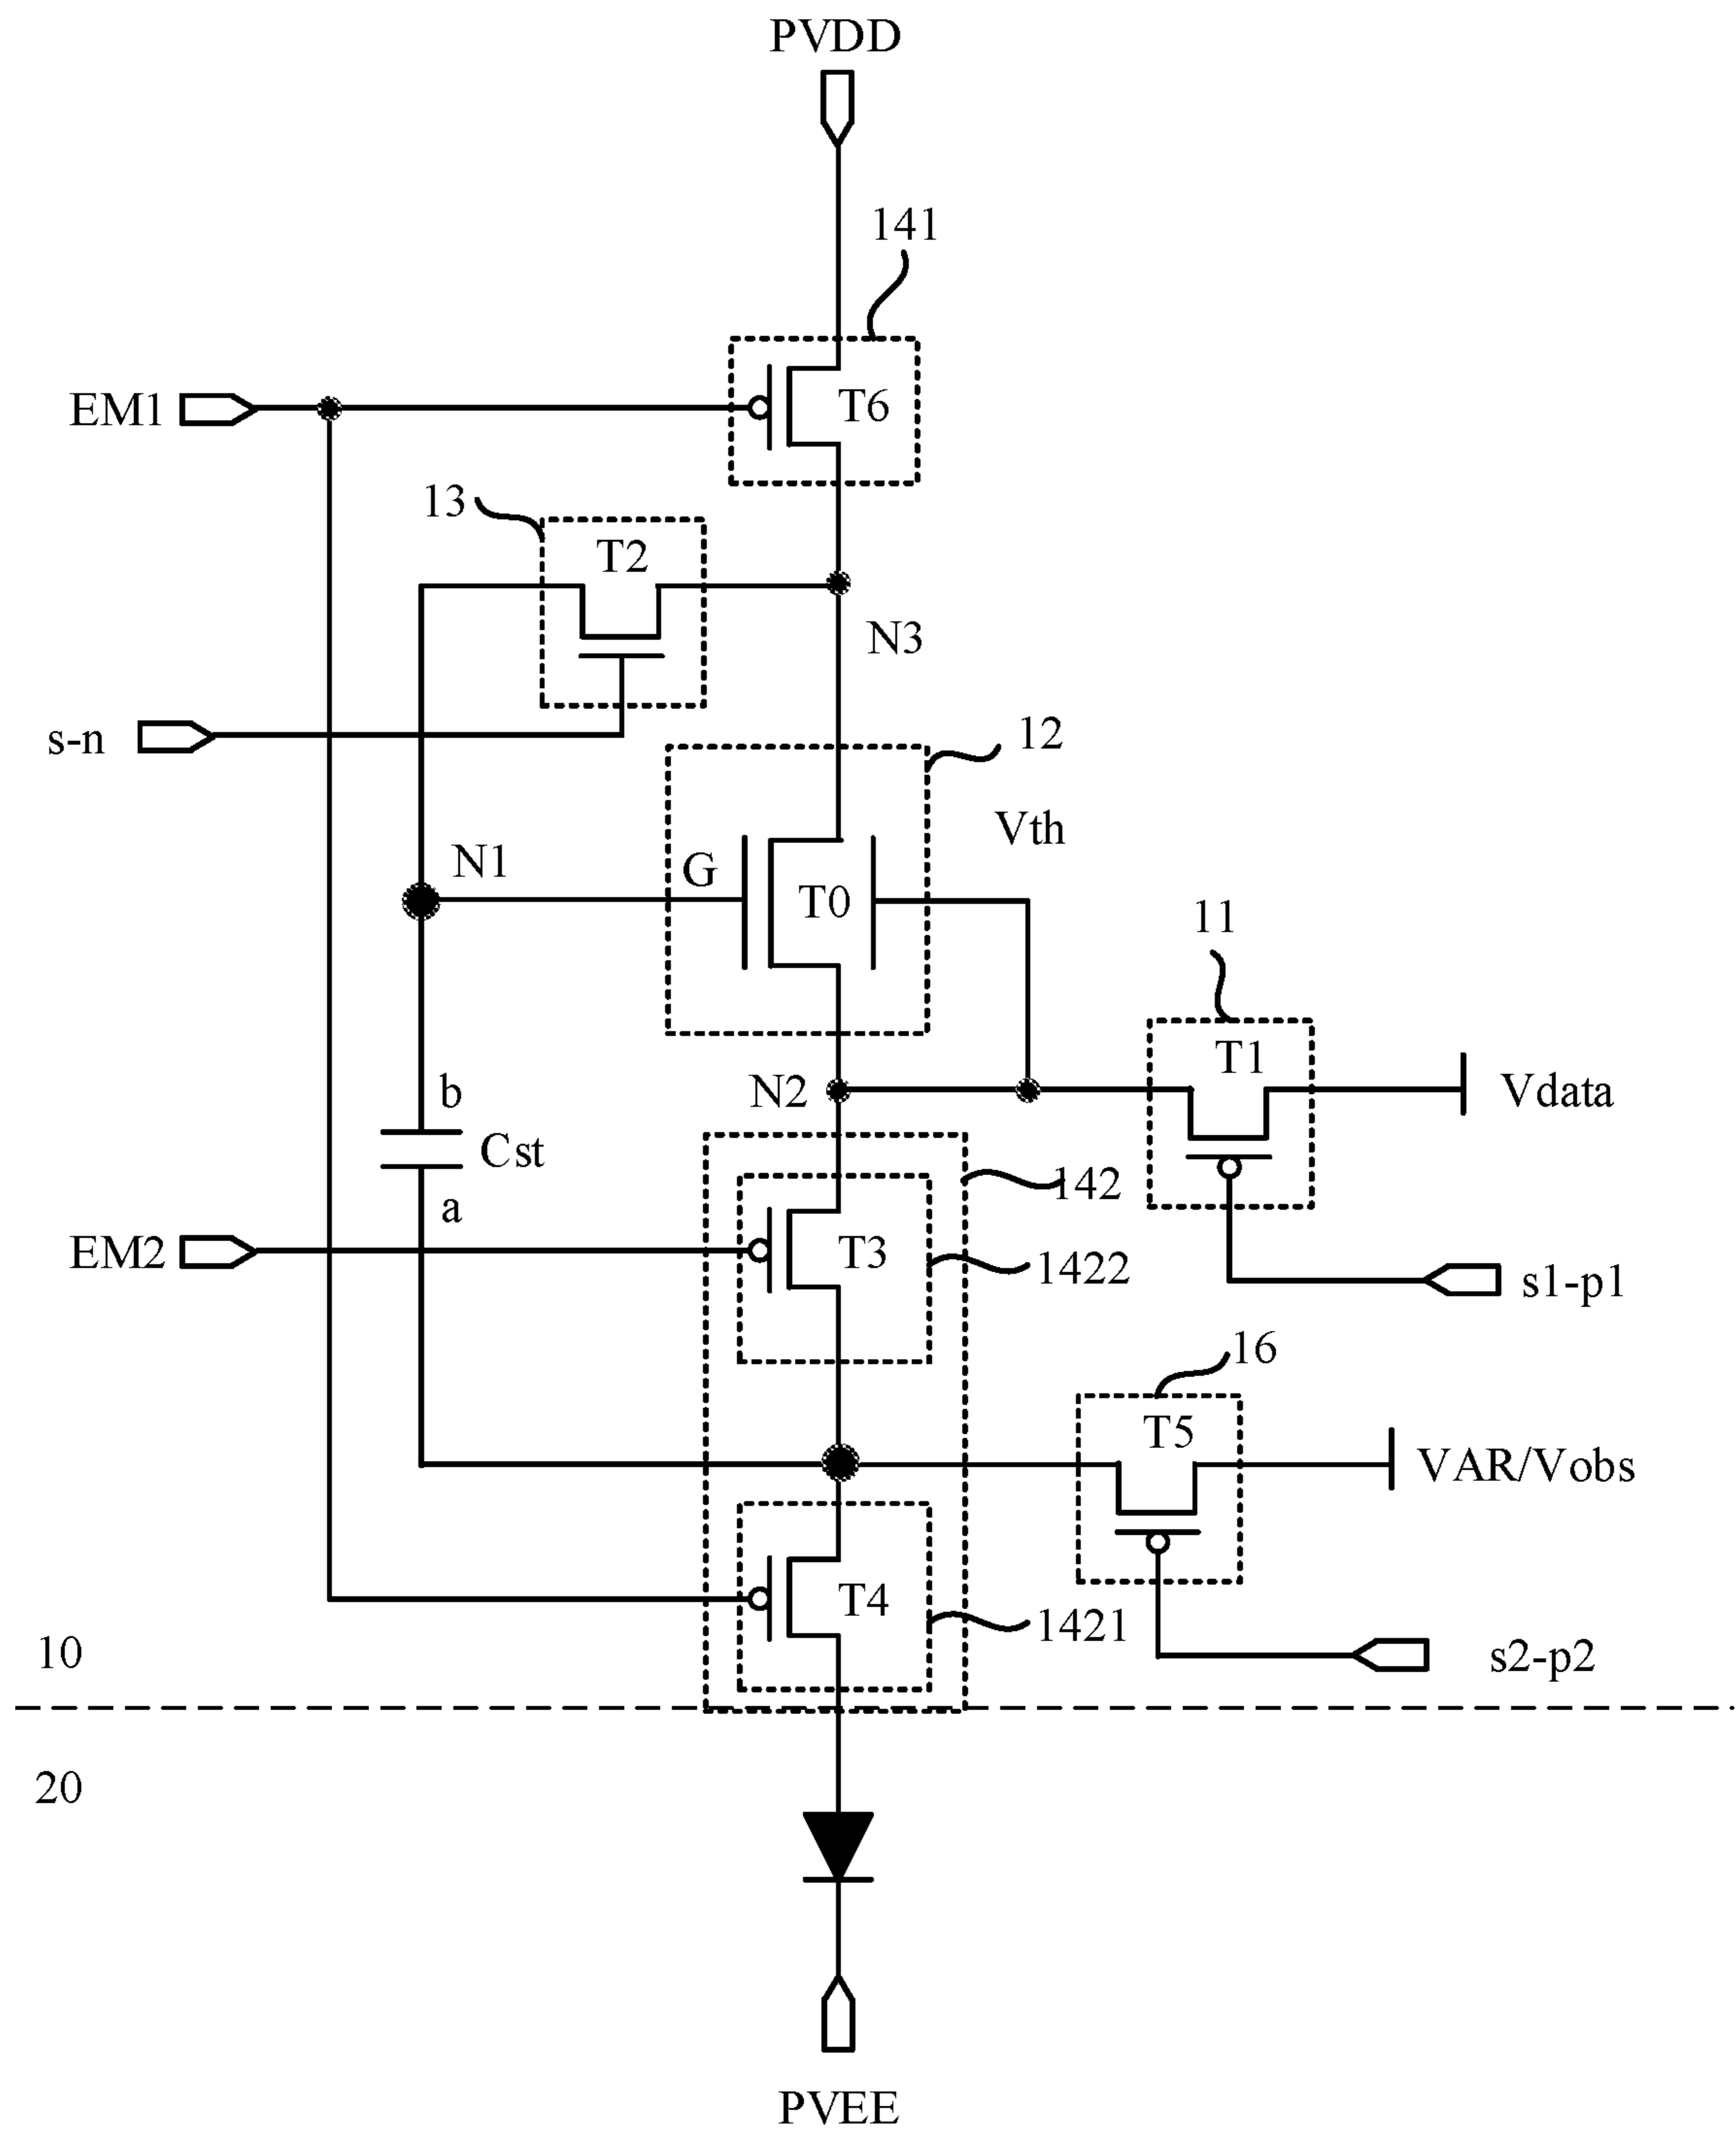 PVDD
141
EM1
T6
13
T2
N3
s-n
12
Vth
N1
G
T0
11
T1
N2
Vdata
b
Cst
a
142
EM2
T3
1422
s1-p1
16
T5
VAR/Vobs
T4
1421
10
s2-p2
20
PVEE